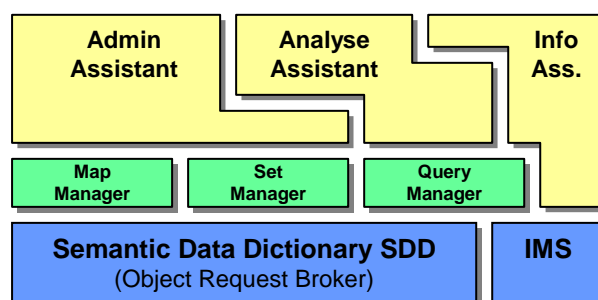 Admin
Assistant
Analyse
Assistant
Info
Ass.
Map
Manager
Set
Manager
Query
Manager
Semantic Data Dictionary SDD
(Object Request Broker)
IMS